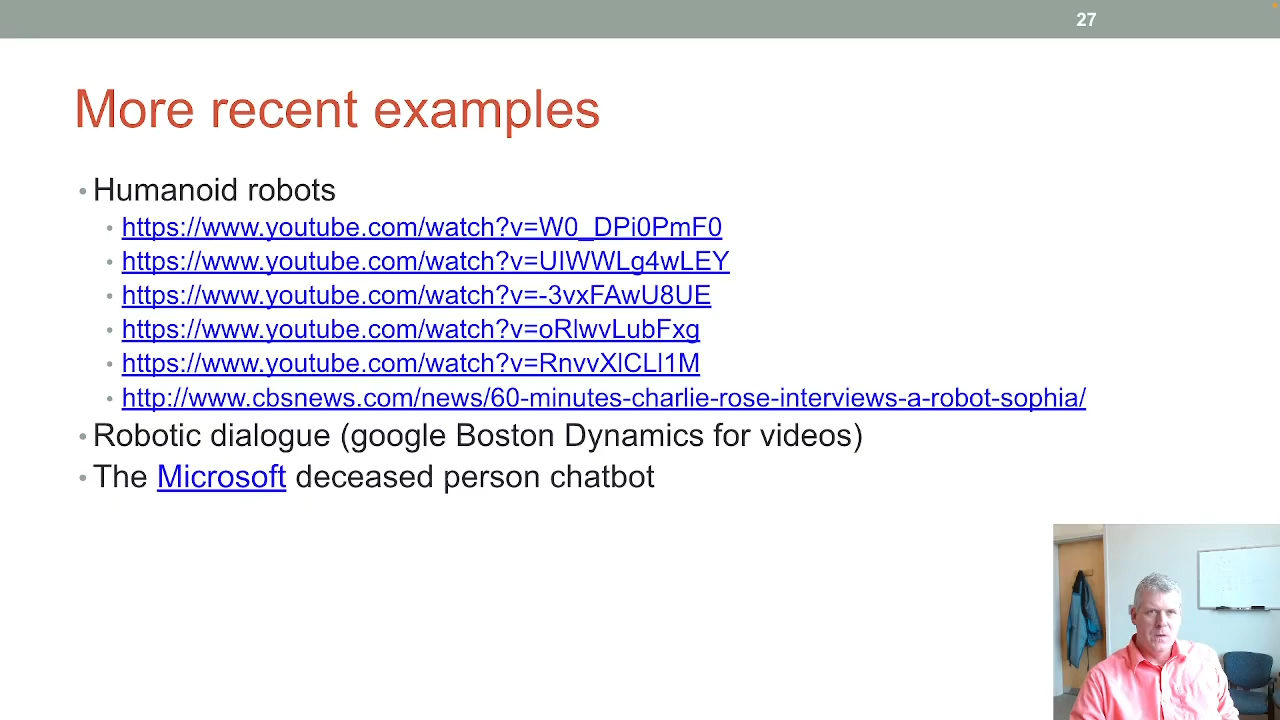 27
More recent examples
• Humanoid robots
• https://www.youtube.com/watch?v=W0_DPi0PmF0
• https://www.youtube.com/watch?v=UIWWLg4wLEY
• https://www.youtube.com/watch?v=-3vxFAwU8UE
• https://www.youtube.com/watch?v=oRlwvLubFxg
• https://www.youtube.com/watch?v=RnvvXlCLl1M
• http://www.cbsnews.com/news/60-minutes-charlie-rose-interviews-a-robot-sophia/
• Robotic dialogue (google Boston Dynamics for videos)
• The Microsoft deceased person chatbot